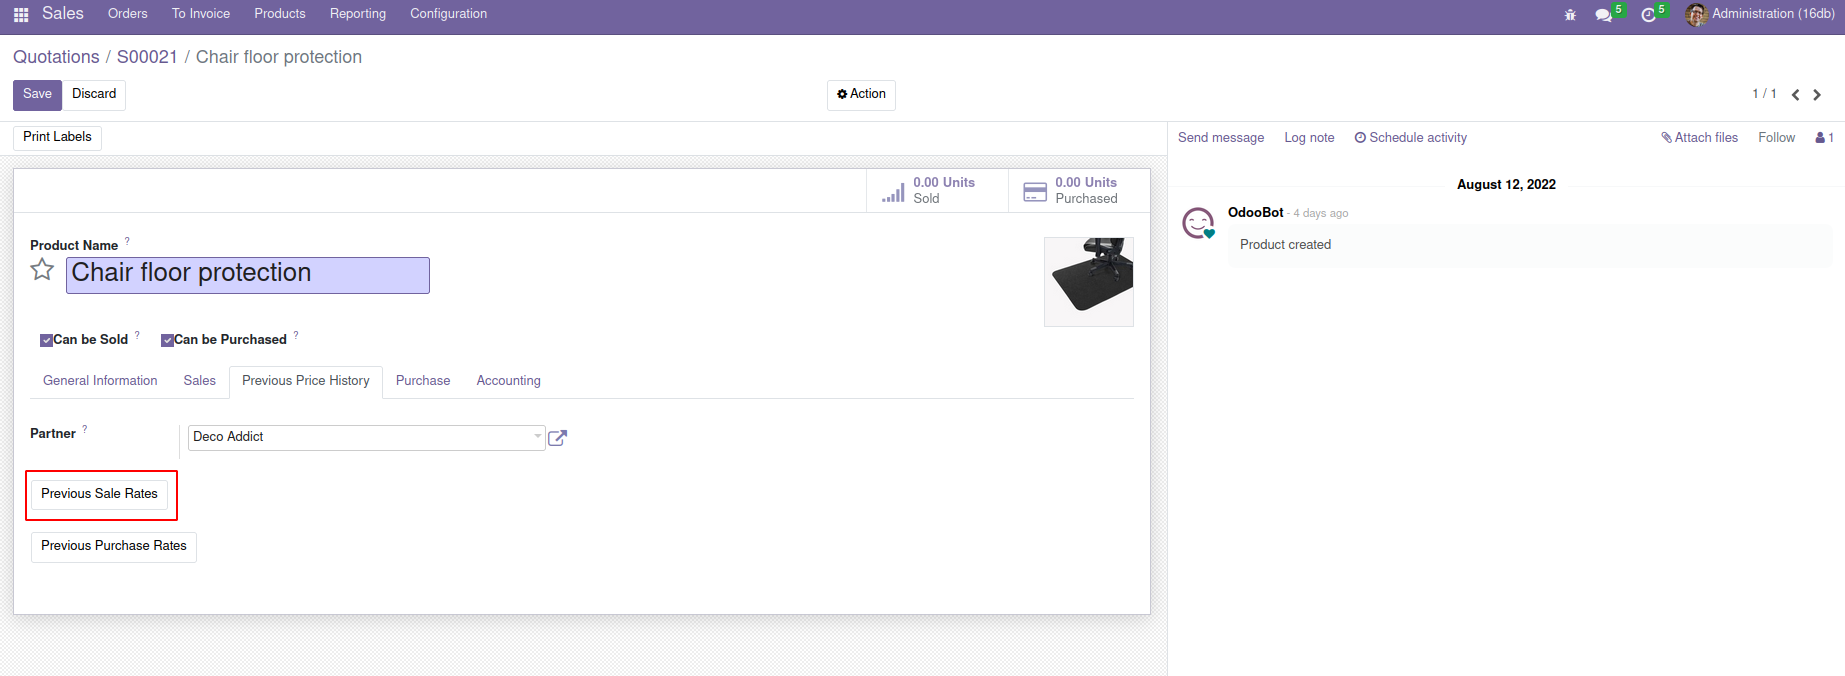 Sales Orders To Invoice Products Reporting Configuration 5 5 Administration (16db)
Quotations / S00021 / Chair floor protection
Save Discard Action 1 / 1
Print Labels
Send message Log note Schedule activity Attach files Follow 1
0.00 Units
Sold
0.00 Units
Purchased
Product Name ?
Chair floor protection
Can be Sold ? Can be Purchased ?
General Information Sales Previous Price History Purchase Accounting
Partner ? Deco Addict
Previous Sale Rates
Previous Purchase Rates
August 12, 2022
OdooBot - 4 days ago
Product created